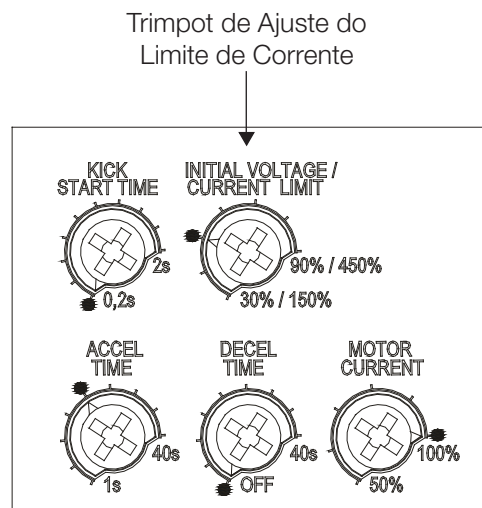 Trimpot de Ajuste do
Limite de Corrente
KICK
START TIME
INITIAL VOLTAGE /
CURRENT LIMIT
2s
0,2s
90% / 450%
30% / 150%
ACCEL
TIME
DECEL
TIME
MOTOR
CURRENT
40s
1s
40s
OFF
100%
50%